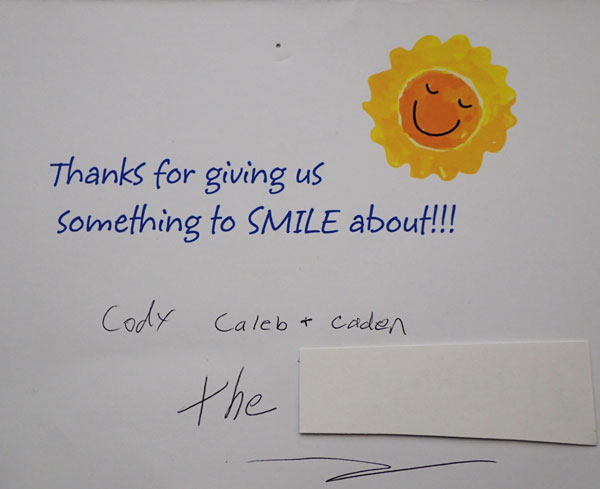 Thanks for giving us
something to SMILE about!!!
Cody Caleb + Caden
The